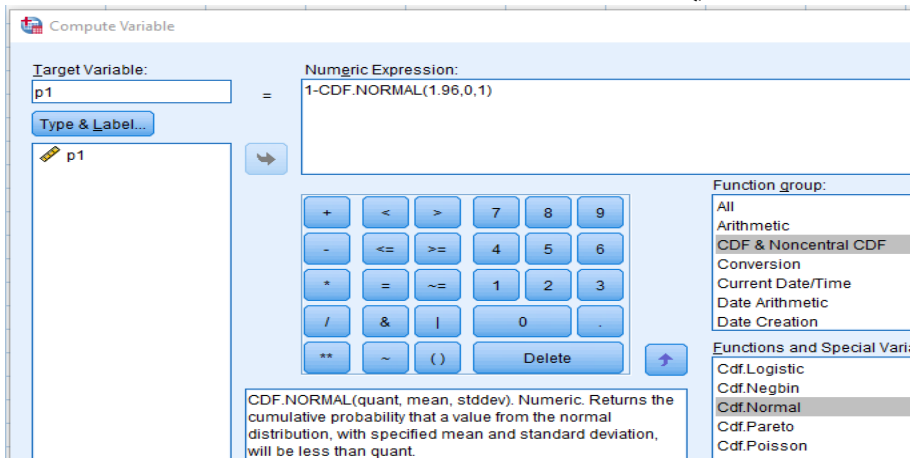 Compute Variable
Target Variable:
p1
Type & Label...
p1
=
Numeric Expression:
1-CDF.NORMAL(1.96,0,1)
+ < > 7 8 9
- <= >= 4 5 6
* = ~= 1 2 3
/ & | 0 .
** ~ ( ) Delete
CDF.NORMAL(quant, mean, stddev). Numeric. Returns the
cumulative probability that a value from the normal
distribution, with specified mean and standard deviation,
will be less than quant.
Function group:
All
Arithmetic
CDF & Noncentral CDF
Conversion
Current Date/Time
Date Arithmetic
Date Creation
Functions and Special Vari
Cdf.Logistic
Cdf.Negbin
Cdf.Normal
Cdf.Pareto
Cdf.Poisson